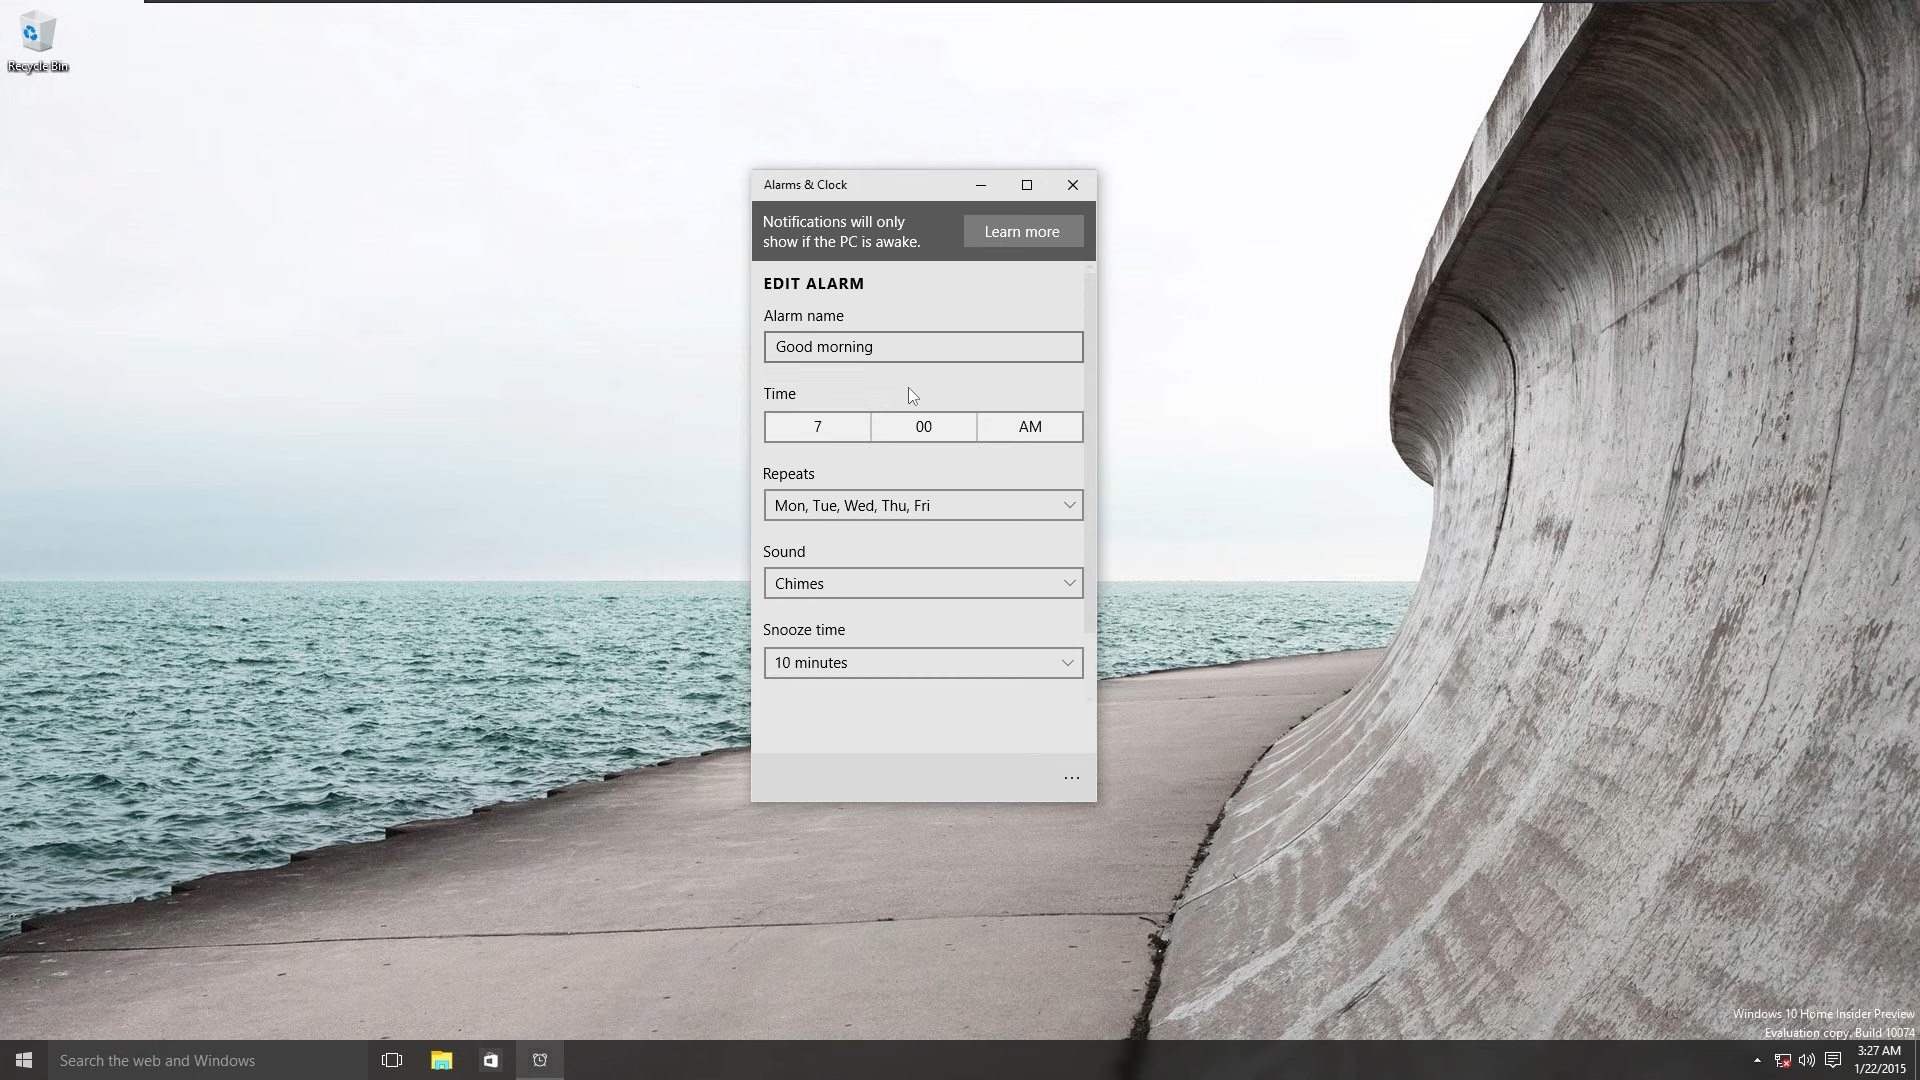 Recycle Bin
Alarms & Clock
Notifications will only
show if the PC is awake.
Learn more
EDIT ALARM
Alarm name
Good morning
Time
7 00 AM
Repeats
Mon, Tue, Wed, Thu, Fri
Sound
Chimes
Snooze time
10 minutes
...
Windows 10 Home Insider Preview
Evaluation copy. Build 10074
Search the web and Windows
3:27 AM
1/22/2015